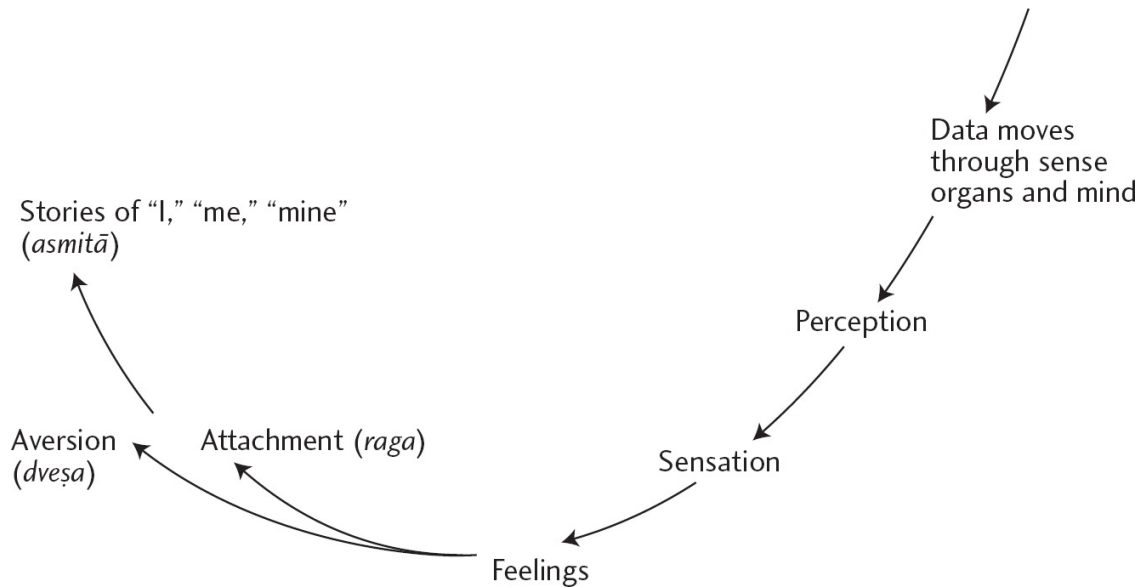 Data moves
through sense
organs and mind
Perception
Sensation
Feelings
Attachment (raga)
Aversion
(dveṣa)
Stories of “I,” “me,” “mine”
(asmitā)